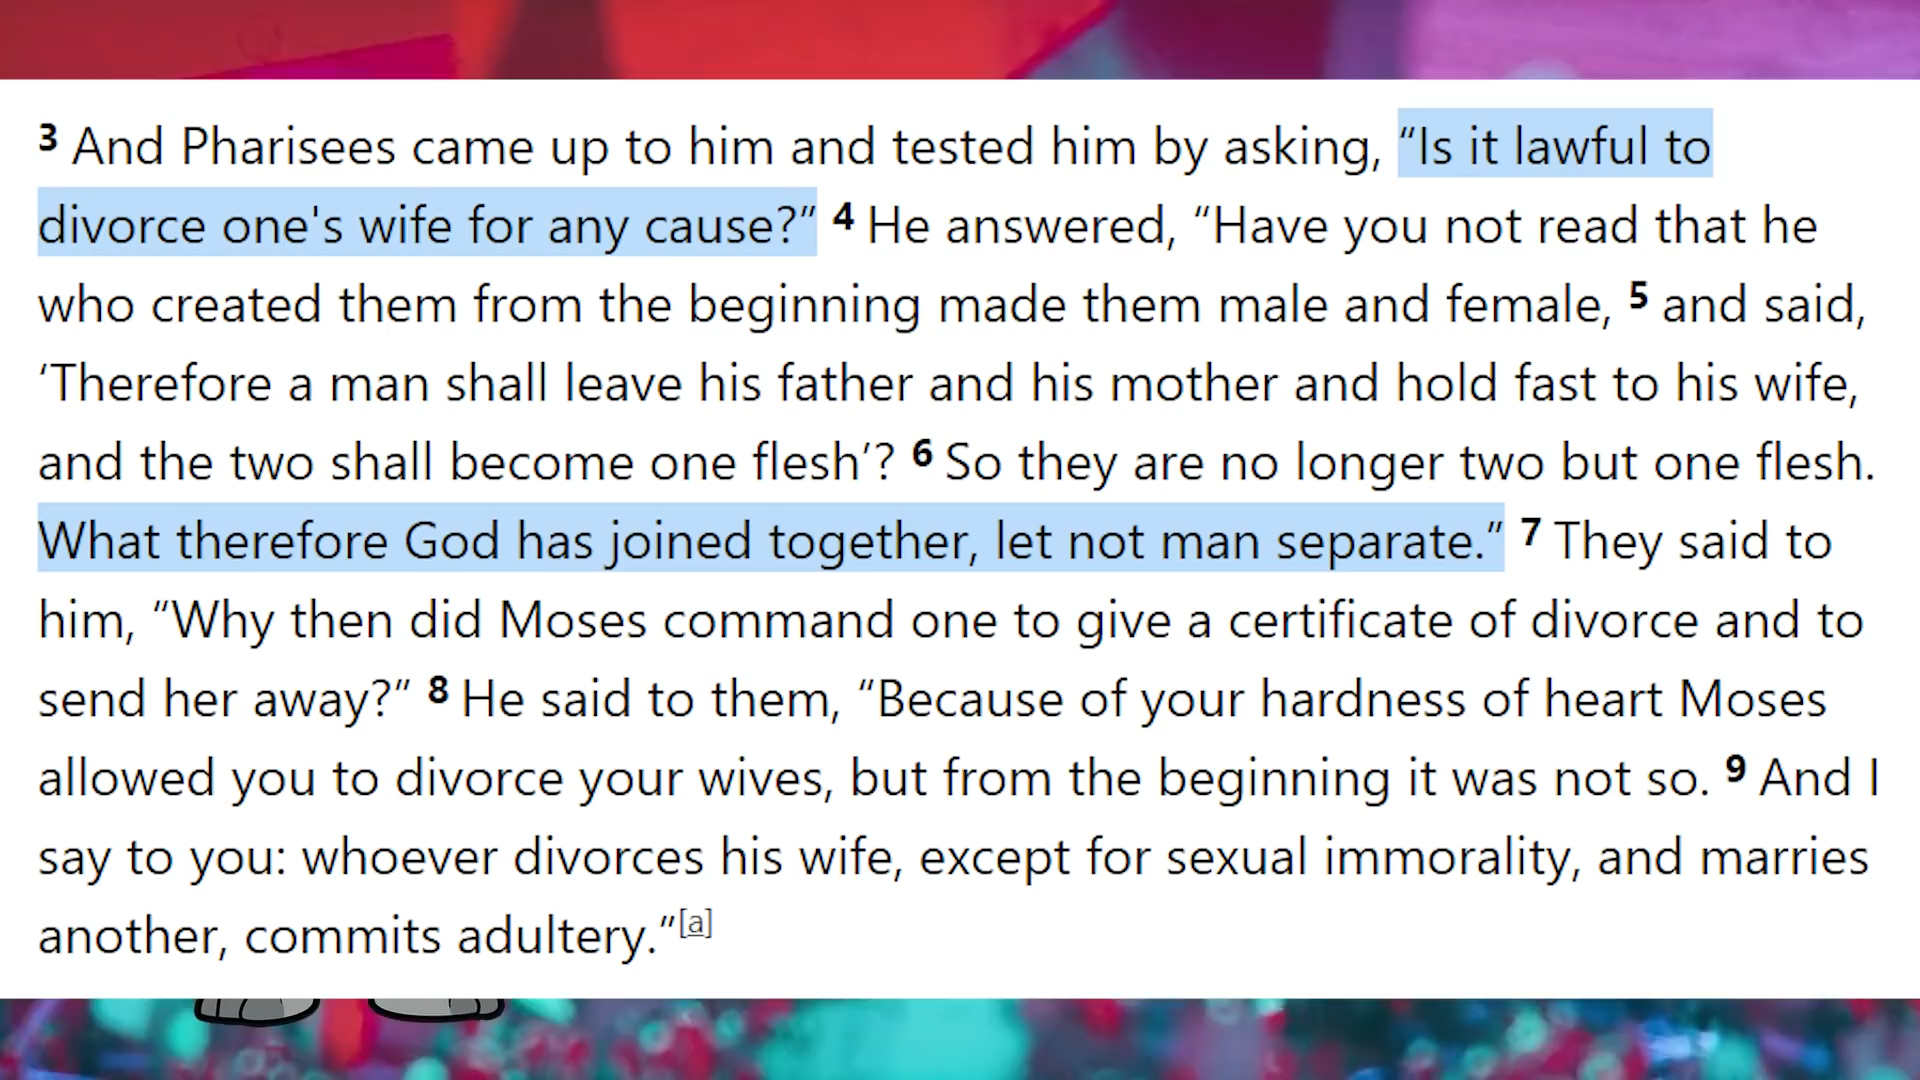 3 And Pharisees came up to him and tested him by asking, “Is it lawful to
divorce one's wife for any cause?” 4 He answered, “Have you not read that he
who created them from the beginning made them male and female, 5 and said,
‘Therefore a man shall leave his father and his mother and hold fast to his wife,
and the two shall become one flesh’? 6 So they are no longer two but one flesh.
What therefore God has joined together, let not man separate.” 7 They said to
him, “Why then did Moses command one to give a certificate of divorce and to
send her away?” 8 He said to them, “Because of your hardness of heart Moses
allowed you to divorce your wives, but from the beginning it was not so. 9 And I
say to you: whoever divorces his wife, except for sexual immorality, and marries
another, commits adultery.”[a]